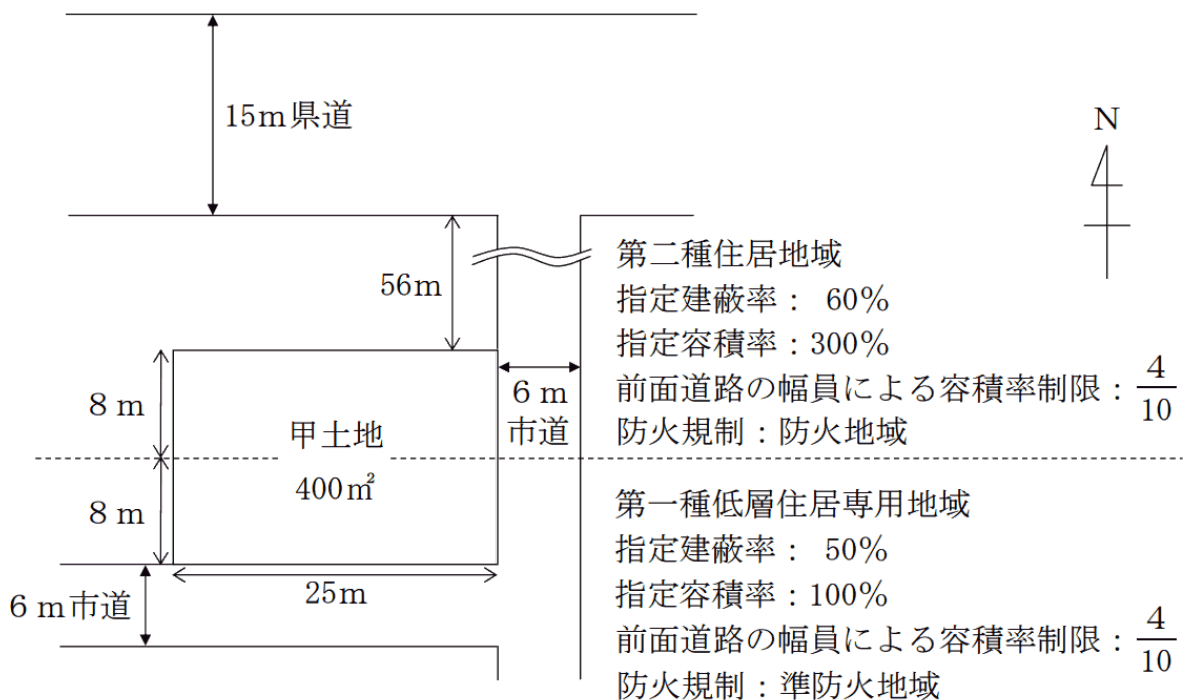 15m県道
N
56m
第二種住居地域
指定建蔽率： 60%
指定容積率：300%
前面道路の幅員による容積率制限：4/10
防火規制：防火地域
8m
6m
市道
甲土地
400㎡
8m
第一種低層住居専用地域
指定建蔽率： 50%
指定容積率：100%
前面道路の幅員による容積率制限：4/10
防火規制：準防火地域
25m
6m市道